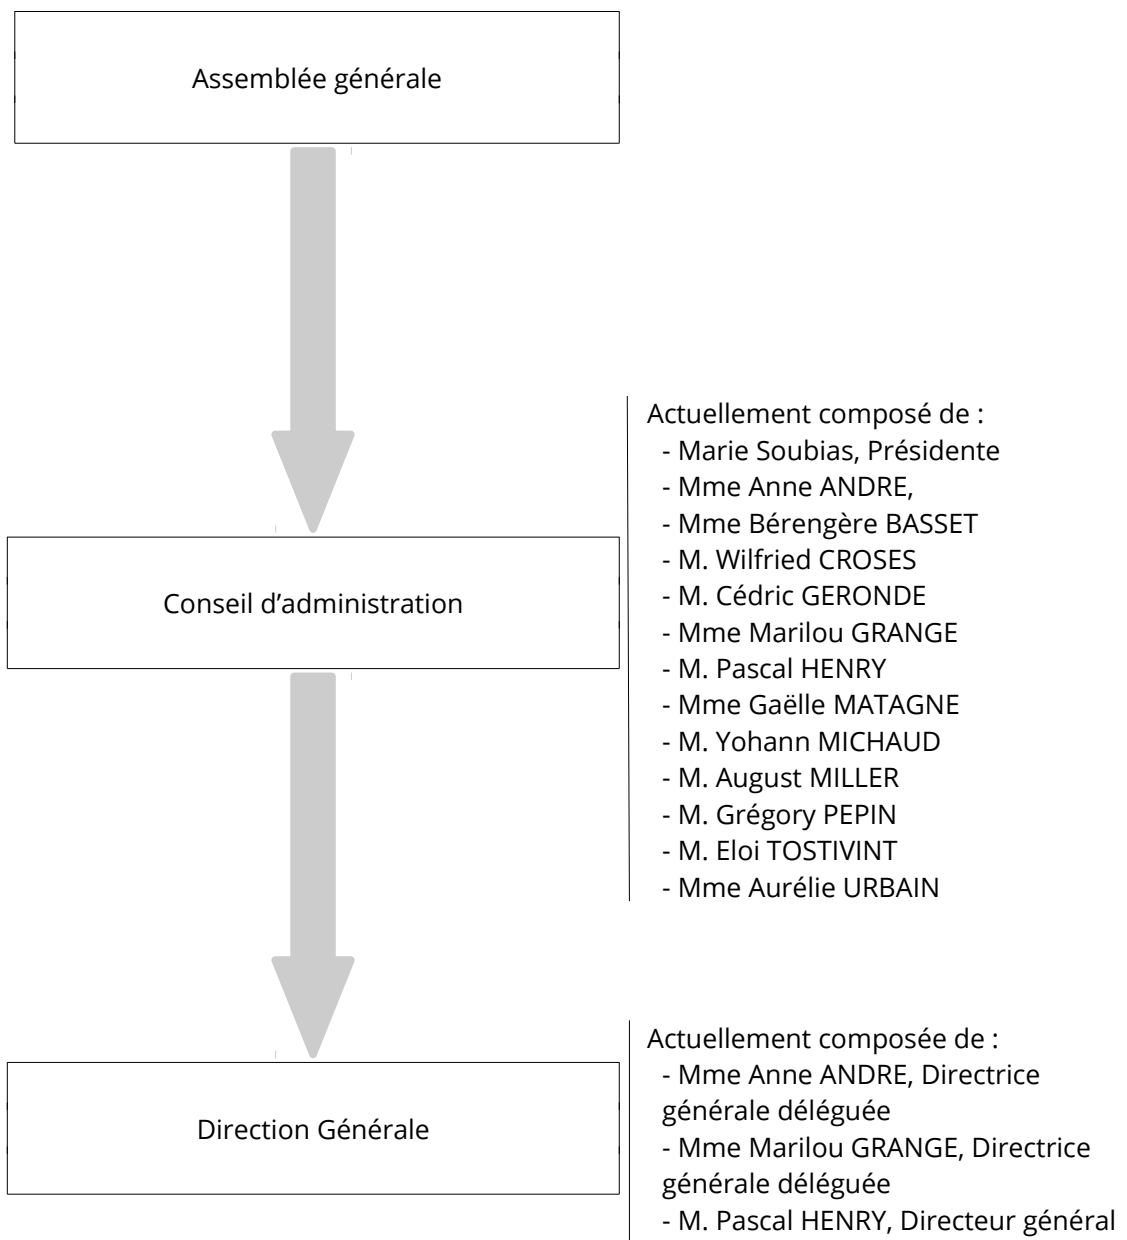 Assemblée générale
Actuellement composé de :
- Marie Soubias, Présidente
- Mme Anne ANDRE,
- Mme Bérengère BASSET
- M. Wilfried CROSES
- M. Cédric GERONDE
- Mme Marilou GRANGE
- M. Pascal HENRY
- Mme Gaëlle MATAGNE
- M. Yohann MICHAUD
- M. August MILLER
- M. Grégory PEPIN
- M. Eloi TOSTIVINT
- Mme Aurélie URBAIN
Conseil d’administration
Actuellement composée de :
- Mme Anne ANDRE, Directrice
générale déléguée
- Mme Marilou GRANGE, Directrice
générale déléguée
- M. Pascal HENRY, Directeur général
Direction Générale